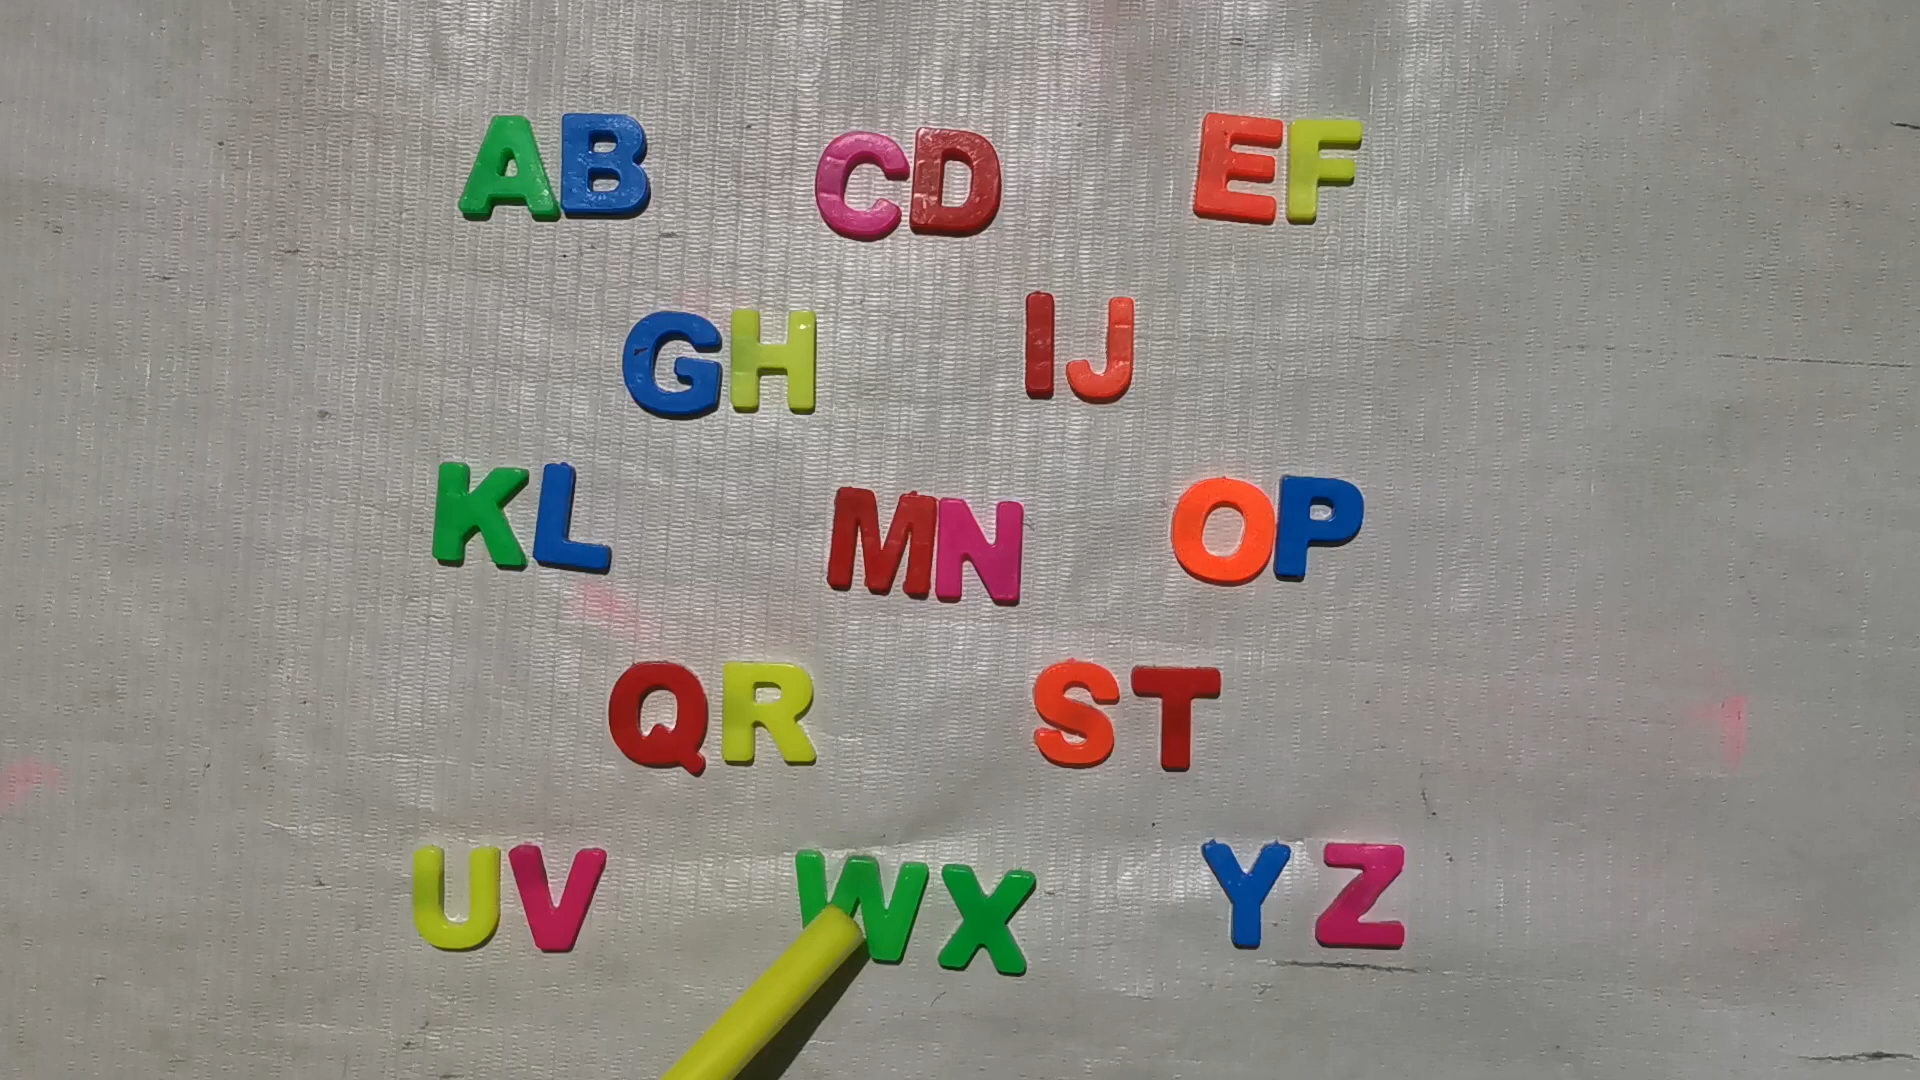 AB CD EF
GH IJ
KL MN OP
QR ST
UV WX YZ